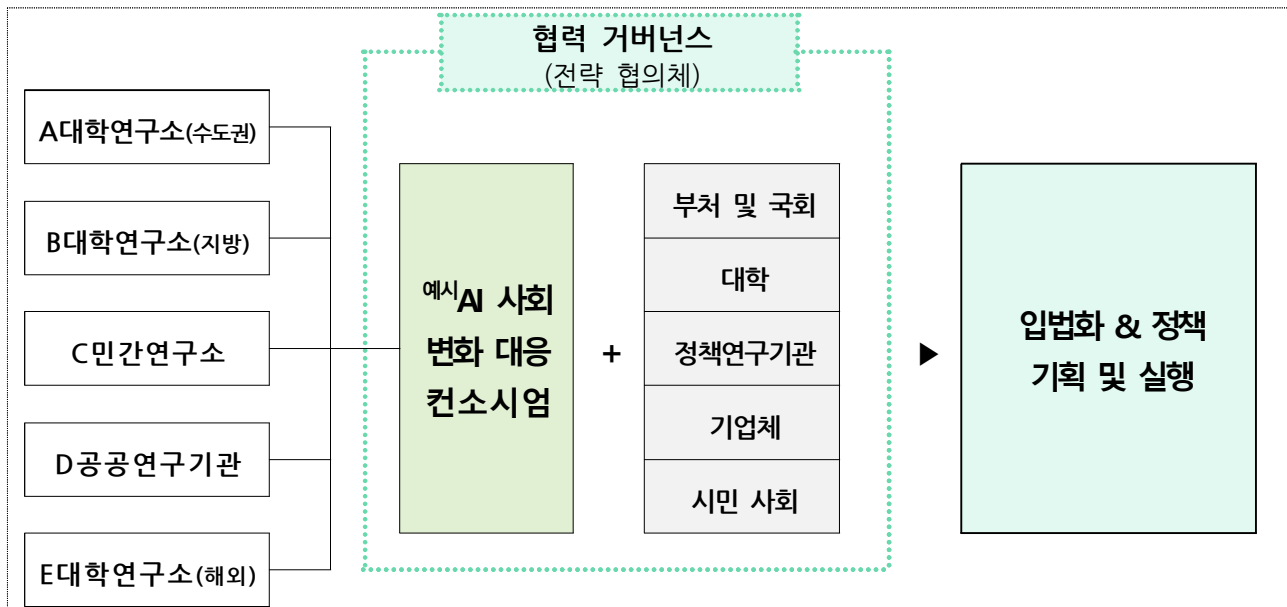 협력 거버넌스
(전략 협의체)
A대학연구소(수도권)
B대학연구소(지방)
C민간연구소
D공공연구기관
E대학연구소(해외)
예시AI 사회
변화 대응
컨소시엄
+
부처 및 국회
대학
정책연구기관
기업체
시민 사회
▶
입법화 & 정책
기획 및 실행